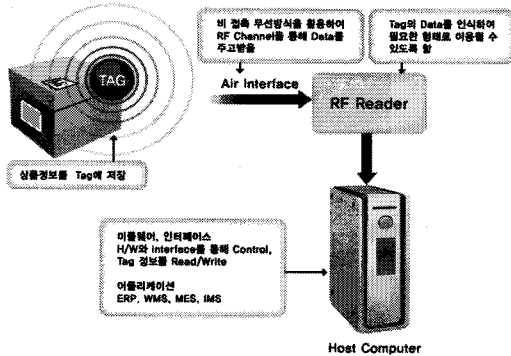 비 접촉 무선방식을 활용하여
RF Channel을 통해 Data를
주고받음
Tag의 Data를 인식하여
필요한 형태로 이용될 수
있도록 함
TAG
Air Interface
RF Reader
상품정보를 Tag에 저장
미들웨어, 인터페어스
H/W와 interface를 통해 Control,
Tag 정보를 Read/Write
어플리케이션
ERP, WMS, MES, IMS
Host Computer